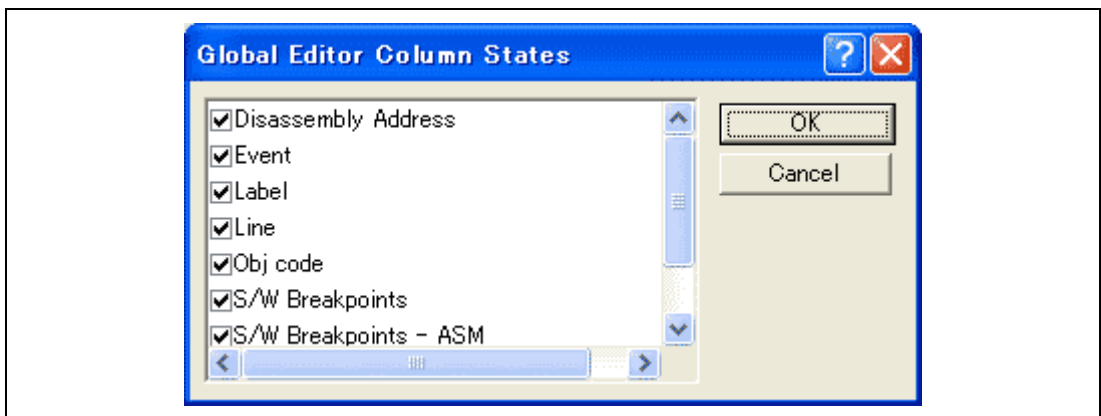 Global Editor Column States
Disassembly Address
Event
Label
Line
Obj code
S/W Breakpoints
S/W Breakpoints - ASM
OK
Cancel